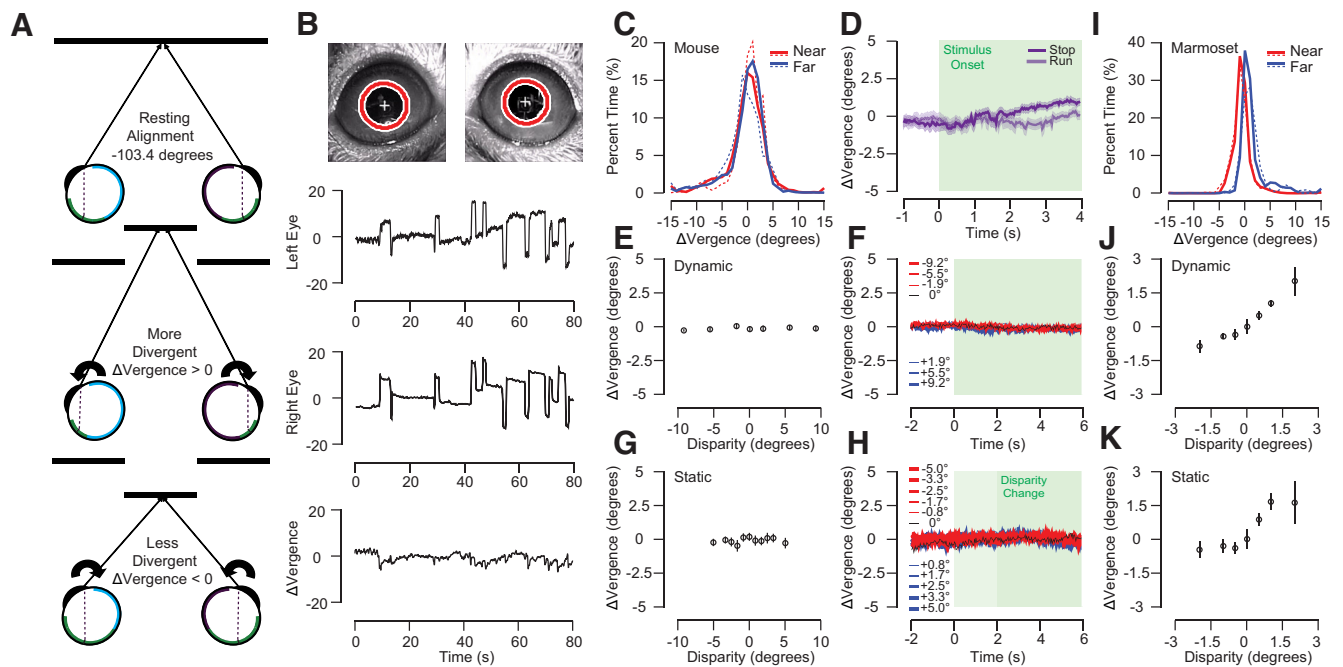 A
Resting
Alignment
-103.4 degrees
More
Divergent
ΔVergence > 0
Less
Divergent
ΔVergence < 0
B
Left Eye
20
0
-20
0
20
40
60
80
Right Eye
20
0
-20
0
20
40
60
80
ΔVergence
20
0
-20
0
20
40
60
80
Time (s)
C
Mouse
Near
Far
Percent Time (%)
20
15
10
5
0
-15
-10
-5
0
5
10
15
ΔVergence (degrees)
D
Stimulus
Onset
Stop
Run
ΔVergence (degrees)
5
2.5
0
-2.5
-5
-1
0
1
2
3
4
Time (s)
I
Marmoset
Near
Far
Percent Time (%)
40
30
20
10
0
-15
-10
-5
0
5
10
15
ΔVergence (degrees)
E
Dynamic
ΔVergence (degrees)
5
2.5
0
-2.5
-5
-10
-5
0
5
10
Disparity (degrees)
F
-9.2°
-5.5°
-1.9°
0°
+1.9°
+5.5°
+9.2°
ΔVergence (degrees)
5
2.5
0
-2.5
-5
-2
0
2
4
6
Time (s)
J
Dynamic
ΔVergence (degrees)
3
1.5
0
-1.5
-3
-3
-1.5
0
1.5
3
Disparity (degrees)
G
Static
ΔVergence (degrees)
5
2.5
0
-2.5
-5
-10
-5
0
5
10
Disparity (degrees)
H
-5.0°
-3.3°
-2.5°
-1.7°
-0.8°
0°
+0.8°
+1.7°
+2.5°
+3.3°
+5.0°
Disparity
Change
ΔVergence (degrees)
5
2.5
0
-2.5
-5
-2
0
2
4
6
Time (s)
K
Static
ΔVergence (degrees)
3
1.5
0
-1.5
-3
-3
-1.5
0
1.5
3
Disparity (degrees)